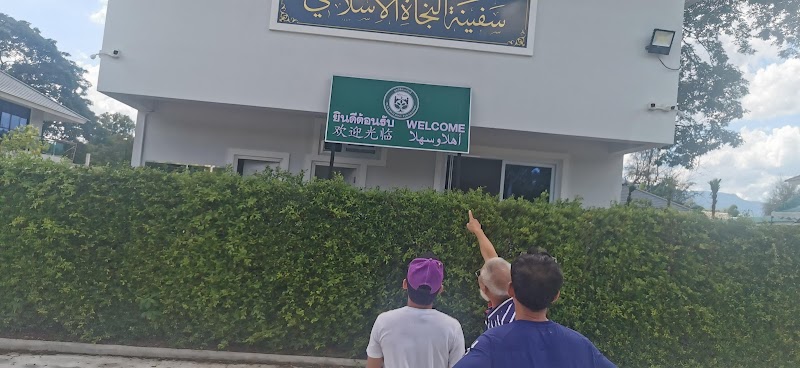 سفينة النجاة الإسلامي
ยินดีต้อนรับ WELCOME
欢迎光临 أهلا وسهلا